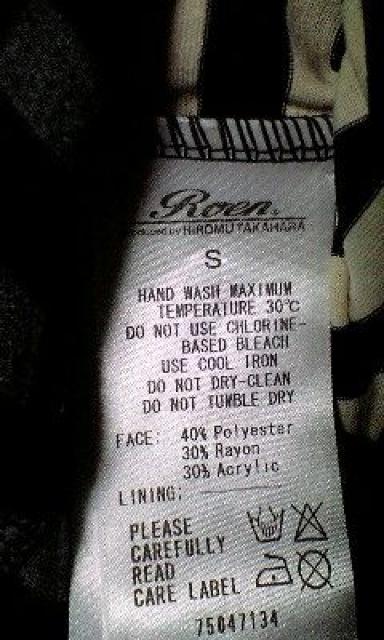 Roen.
produced by HIROMU TAKAHARA
S
HAND WASH MAXIMUM
TEMPERATURE 30℃
DO NOT USE CHLORINE-
BASED BLEACH
USE COOL IRON
DO NOT DRY-CLEAN
DO NOT TUMBLE DRY
FACE: 40% Polyester
30% Rayon
30% Acrylic
LINING:
PLEASE
CAREFULLY
READ
CARE LABEL
75047134